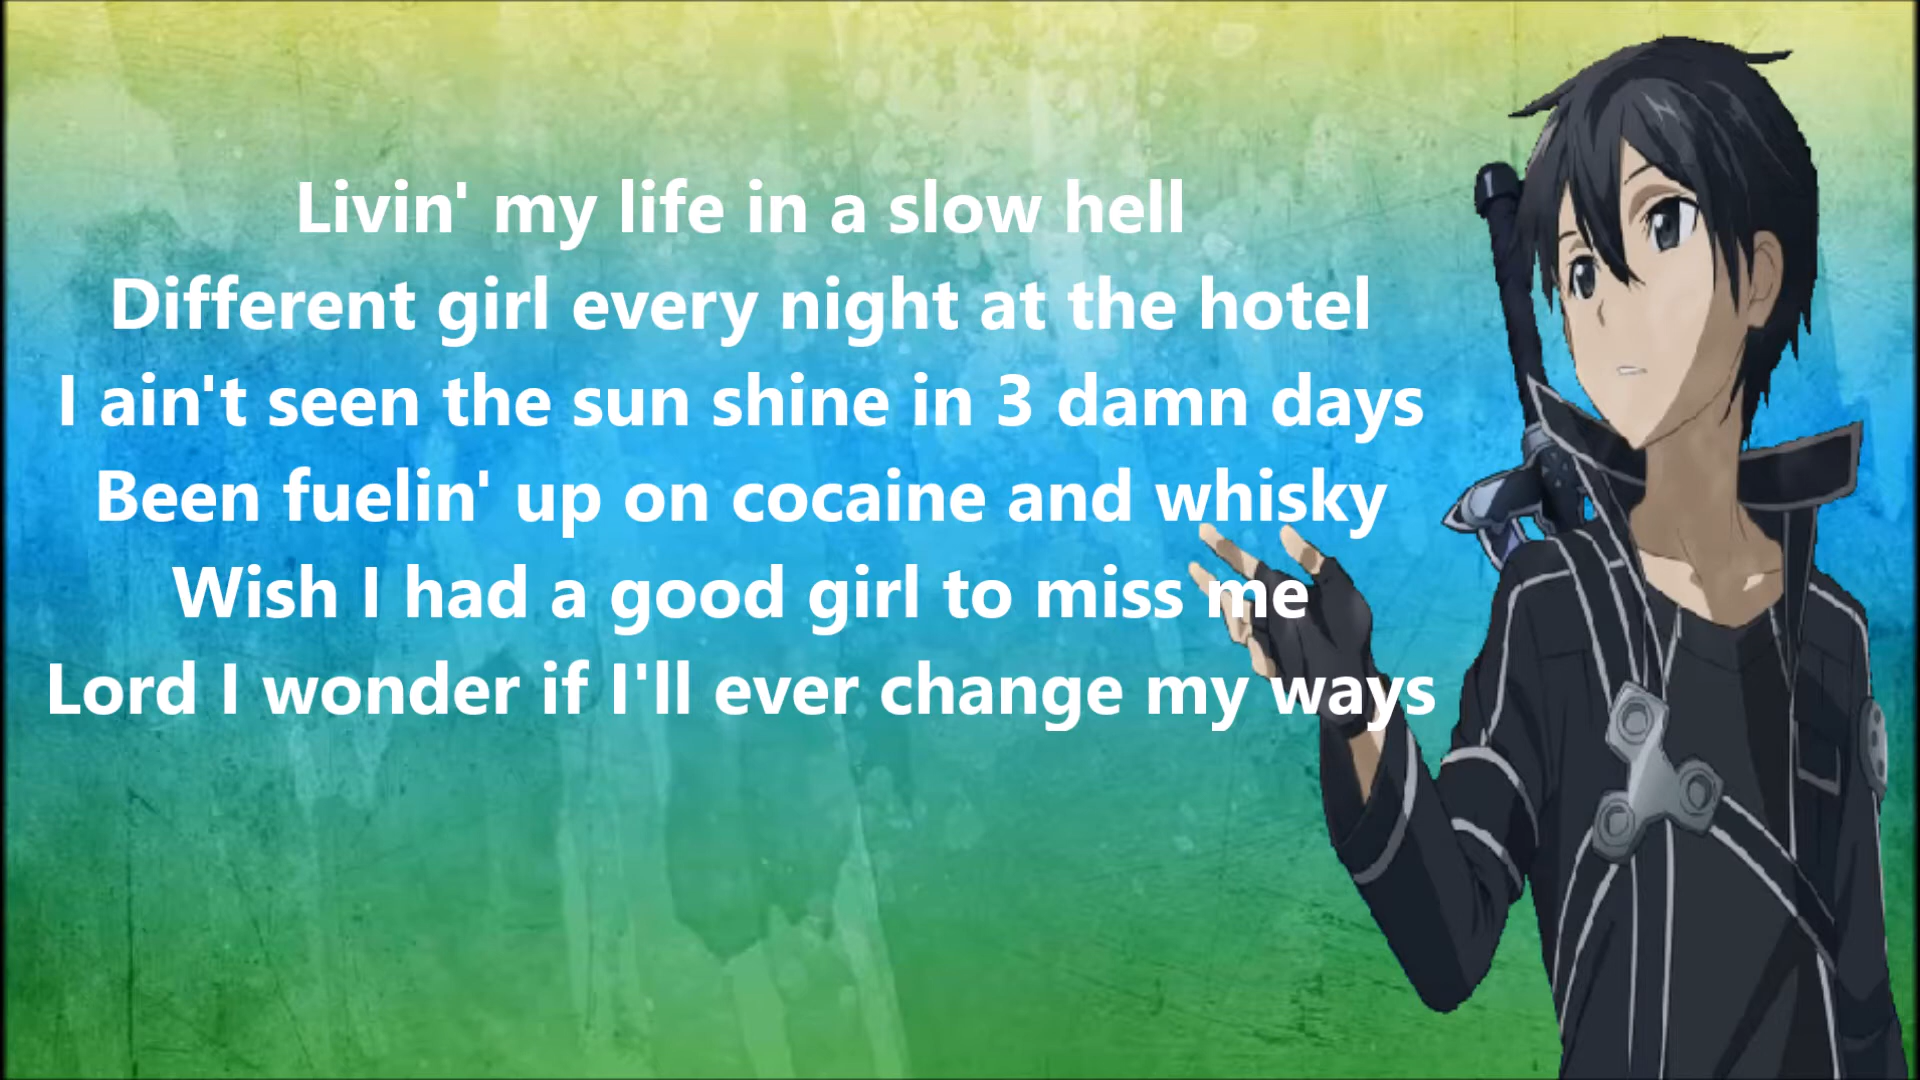 Livin' my life in a slow hell
Different girl every night at the hotel
I ain't seen the sun shine in 3 damn days
Been fuelin' up on cocaine and whisky
Wish I had a good girl to miss me
Lord I wonder if I'll ever change my ways